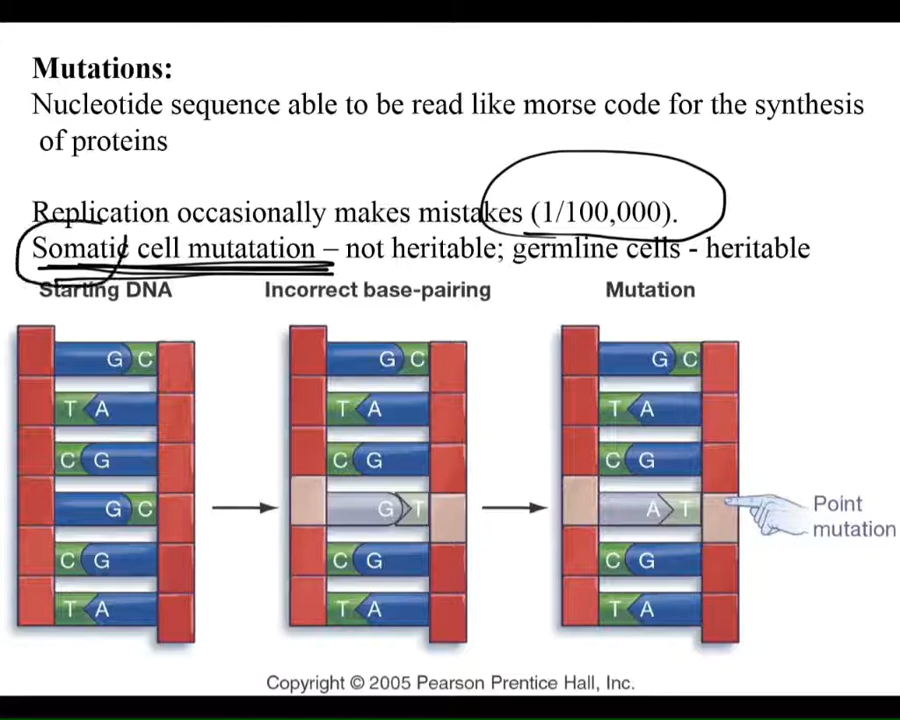 Mutations:
Nucleotide sequence able to be read like morse code for the synthesis
of proteins
Replication occasionally makes mistakes (1/100,000).
Somatic cell mutatation – not heritable; germline cells - heritable
Starting DNA Incorrect base-pairing Mutation
G C G C G C
T A T A T A
C G C G C G
G C G T A T
Point
mutation
C G C G C G
T A T A T A
Copyright © 2005 Pearson Prentice Hall, Inc.